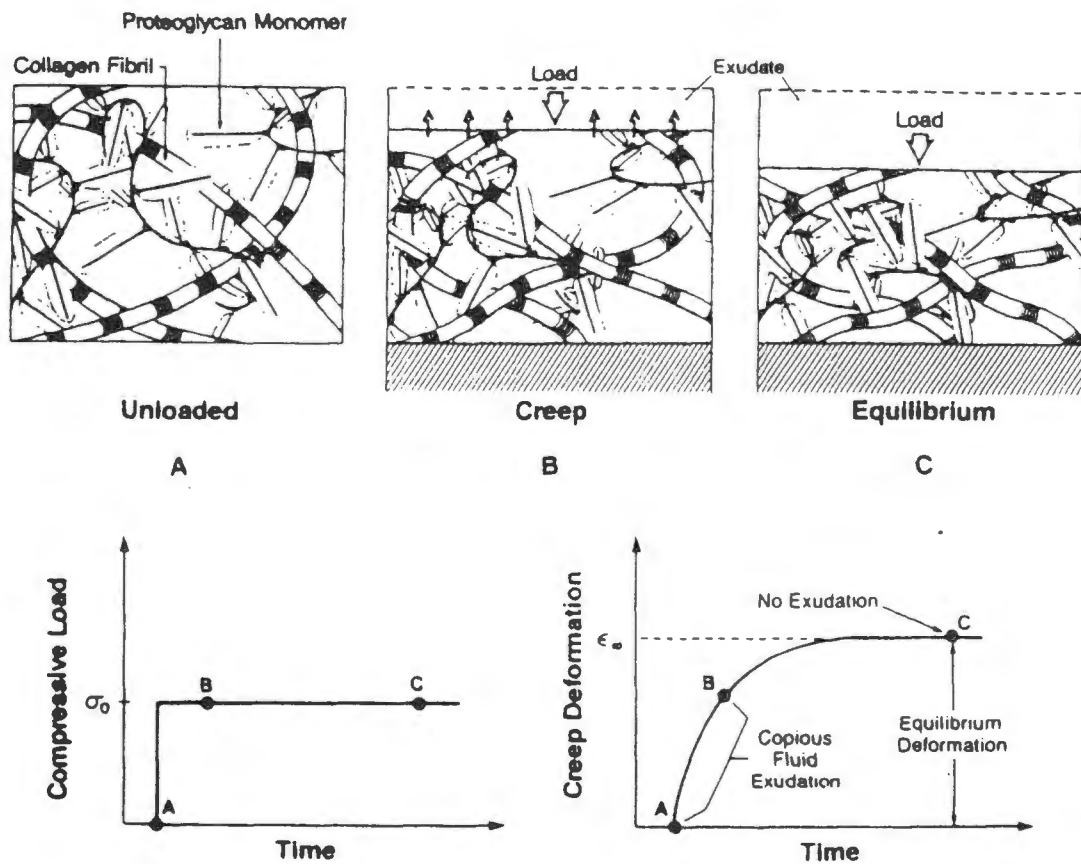 Proteoglycan Monomer
Collagen Fibril
Load
Exudate
Load
Unloaded
Creep
Equilibrium
A
B
C
Compressive Load
σ₀
A
B
C
Time
Creep Deformation
ϵₑ
No Exudation
C
B
Copious
Fluid
Exudation
Equilibrium
Deformation
A
Time